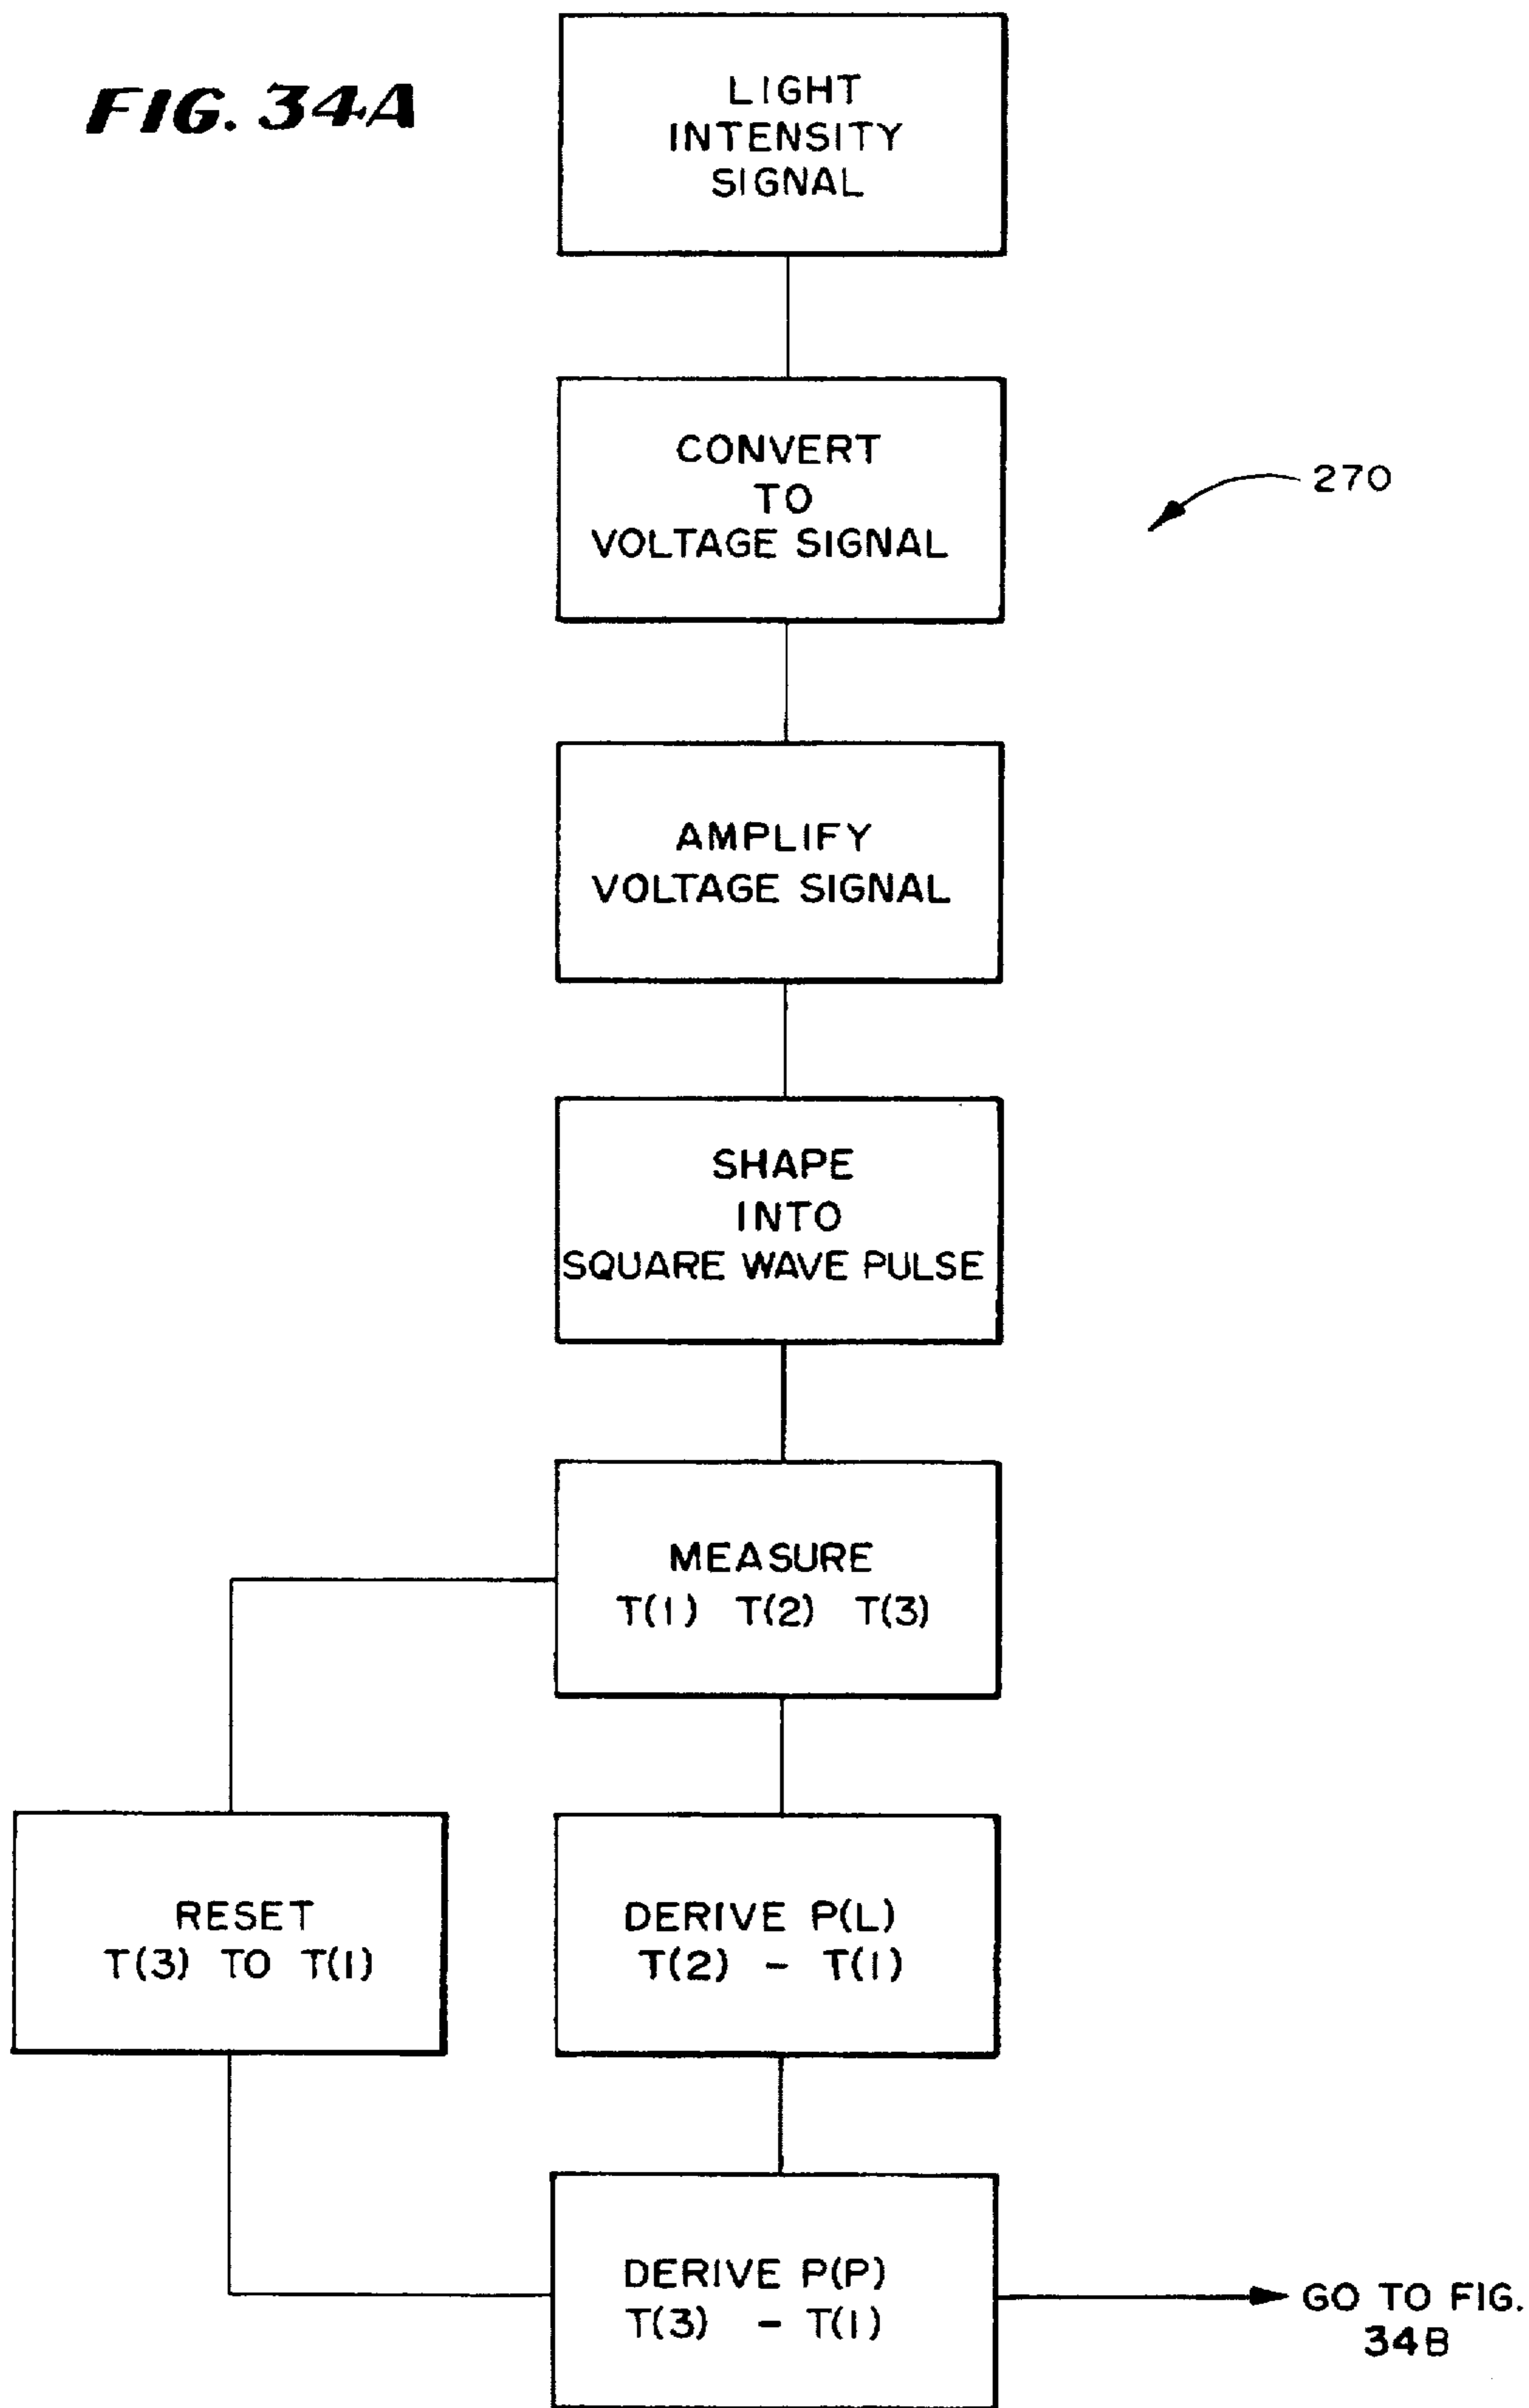 FIG. 34A
LIGHT
INTENSITY
SIGNAL
CONVERT
TO
VOLTAGE SIGNAL
270
AMPLIFY
VOLTAGE SIGNAL
SHAPE
INTO
SQUARE WAVE PULSE
MEASURE
T(1) T(2) T(3)
RESET
T(3) TO T(1)
DERIVE P(L)
T(2) - T(1)
DERIVE P(P)
T(3) - T(1)
GO TO FIG.
34B